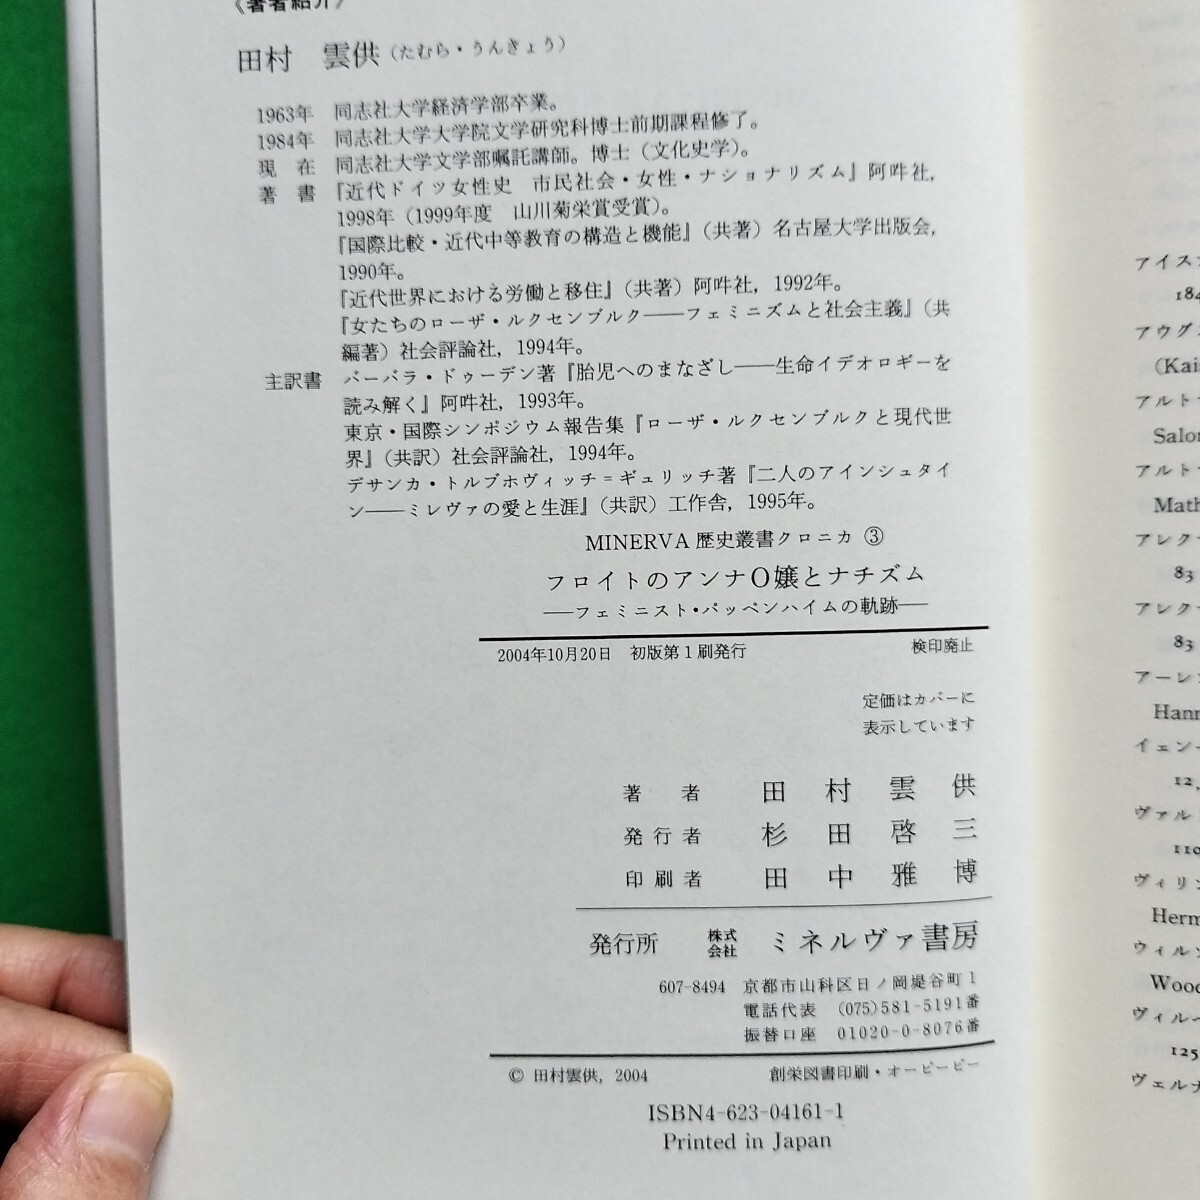 《著者紹介》
田村　雲供（たむら・うんきょう）
1963年　同志社大学経済学部卒業。
1984年　同志社大学大学院文学研究科博士前期課程修了。
現　在　同志社大学文学部嘱託講師。博士（文化史学）。
著　書　『近代ドイツ女性史　市民社会・女性・ナショナリズム』阿吽社，
1998年（1999年度　山川菊栄賞受賞）。
『国際比較・近代中等教育の構造と機能』（共著）名古屋大学出版会，
1990年。
『近代世界における労働と移住』（共著）阿吽社，1992年。
『女たちのローザ・ルクセンブルク――フェミニズムと社会主義』（共
編著）社会評論社，1994年。
主訳書　バーバラ・ドゥーデン著『胎児へのまなざし――生命イデオロギーを
読み解く』阿吽社，1993年。
東京・国際シンポジウム報告集『ローザ・ルクセンブルクと現代世
界』（共訳）社会評論社，1994年。
デサンカ・トルブホヴィッチ＝ギュリッチ著『二人のアインシュタイ
ン――ミレヴァの愛と生涯』（共訳）工作舎，1995年。
MINERVA 歴史叢書クロニカ ③
フロイトのアンナO嬢とナチズム
――フェミニスト・パッペンハイムの軌跡――
2004年10月20日　初版第1刷発行　検印廃止
定価はカバーに
表示しています
著　者　田村雲供
発行者　杉田啓三
印刷者　田中雅博
発行所　株式会社　ミネルヴァ書房
607-8494　京都市山科区日ノ岡堤谷町1
電話代表　(075)581-5191番
振替口座　01020-0-8076番
© 田村雲供, 2004　創栄図書印刷・オービービー
ISBN4-623-04161-1
Printed in Japan
アイス
184
アウグ
(Kai
アルト
Salo
アルト
Math
アレク
83
アレク
83
アーレ
Hann
イェン
12,
ヴァル
110
ヴィリ
Herm
ウィル
Wood
ヴィル
125
ヴェル